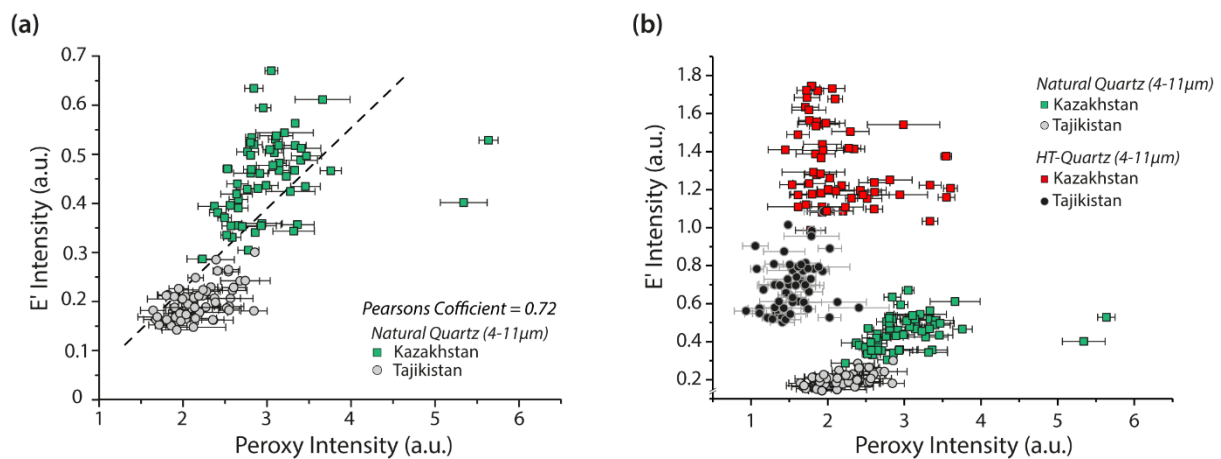 (a)
0.7
0.6
0.5
0.4
0.3
0.2
0.1
0
E' Intensity (a.u.)
Pearsons Cofficient = 0.72
Natural Quartz (4-11µm)
Kazakhstan
Tajikistan
1 2 3 4 5 6
Peroxy Intensity (a.u.)
(b)
1.8
1.6
1.4
1.2
1.0
0.8
0.6
0.4
0.2
E' Intensity (a.u.)
Natural Quartz (4-11µm)
Kazakhstan
Tajikistan
HT-Quartz (4-11µm)
Kazakhstan
Tajikistan
1 2 3 4 5 6
Peroxy Intensity (a.u.)